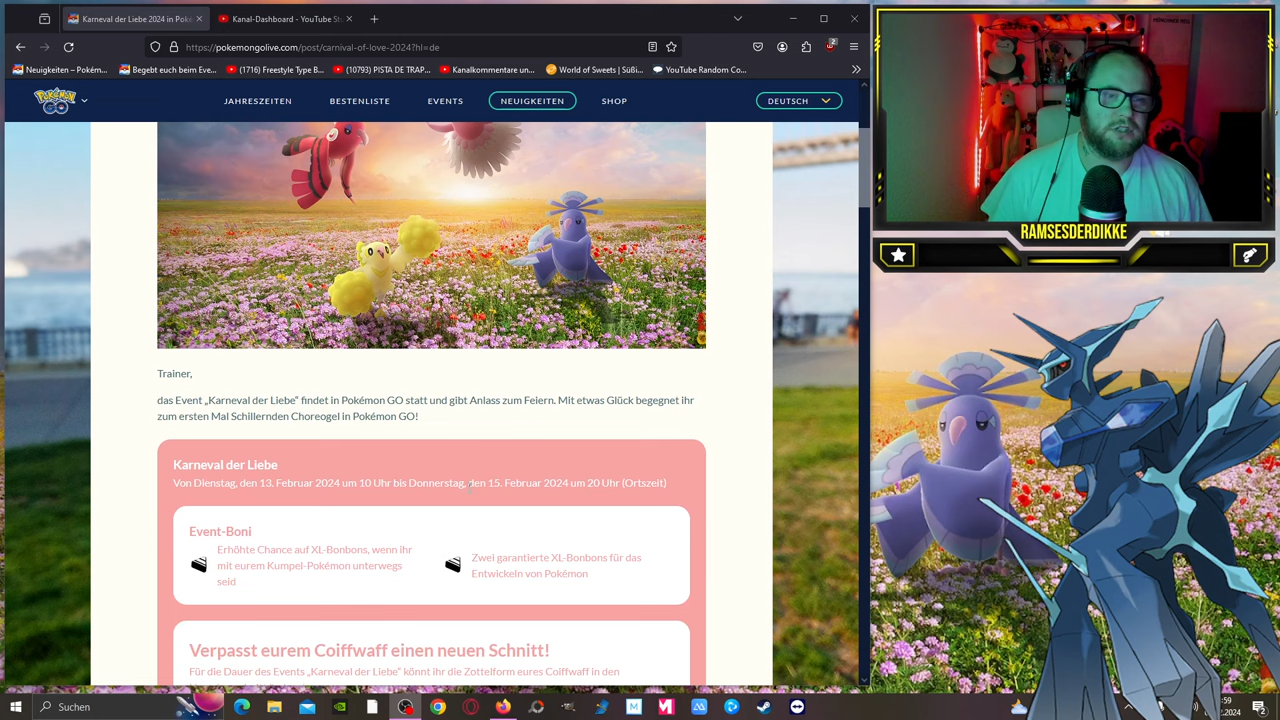 Karneval der Liebe 2024 in Poké
Kanal-Dashboard - YouTube St
https://pokemongolive.com/post/carnival-of-love-2024?hl=de
2
Neuigkeiten – Pokém...
Begebt euch beim Eve...
(1716) Freestyle Type B...
(10793) PISTA DE TRAP...
Kanalkommentare un...
World of Sweets | Süßi...
YouTube Random Co...
Pokémon GO
JAHRESZEITEN
BESTENLISTE
EVENTS
NEUIGKEITEN
SHOP
DEUTSCH
RAMSESDERDIKKE
Trainer,
das Event „Karneval der Liebe“ findet in Pokémon GO statt und gibt Anlass zum Feiern. Mit etwas Glück begegnet ihr
zum ersten Mal Schillernden Choreogel in Pokémon GO!
Karneval der Liebe
Von Dienstag, den 13. Februar 2024 um 10 Uhr bis Donnerstag, den 15. Februar 2024 um 20 Uhr (Ortszeit)
Event-Boni
Erhöhte Chance auf XL-Bonbons, wenn ihr
mit eurem Kumpel-Pokémon unterwegs
seid
Zwei garantierte XL-Bonbons für das
Entwickeln von Pokémon
Verpasst eurem Coiffwaff einen neuen Schnitt!
Für die Dauer des Events „Karneval der Liebe“ könnt ihr die Zottelform eures Coiffwaff in den
Suchen
:59
.2024
2